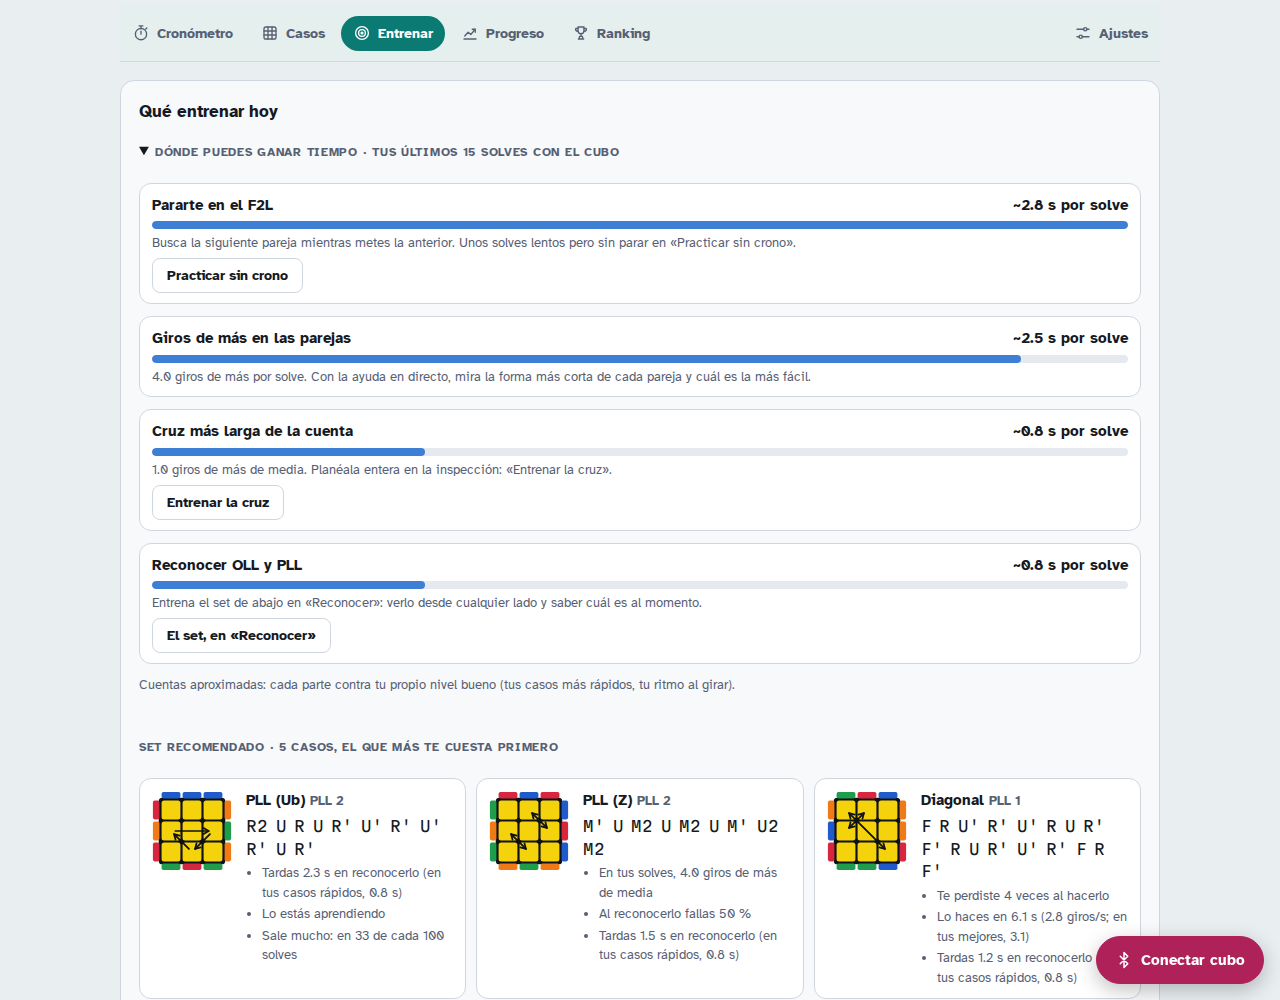 Cronómetro
Casos
Entrenar
Progreso
Ranking
Ajustes
Qué entrenar hoy
DÓNDE PUEDES GANAR TIEMPO · TUS ÚLTIMOS 15 SOLVES CON EL CUBO
Pararte en el F2L
~2.8 s por solve
Busca la siguiente pareja mientras metes la anterior. Unos solves lentos pero sin parar en «Practicar sin crono».
Practicar sin crono
Giros de más en las parejas
~2.5 s por solve
4.0 giros de más por solve. Con la ayuda en directo, mira la forma más corta de cada pareja y cuál es la más fácil.
Cruz más larga de la cuenta
~0.8 s por solve
1.0 giros de más de media. Planéala entera en la inspección: «Entrenar la cruz».
Entrenar la cruz
Reconocer OLL y PLL
~0.8 s por solve
Entrena el set de abajo en «Reconocer»: verlo desde cualquier lado y saber cuál es al momento.
El set, en «Reconocer»
Cuentas aproximadas: cada parte contra tu propio nivel bueno (tus casos más rápidos, tu ritmo al girar).
SET RECOMENDADO · 5 CASOS, EL QUE MÁS TE CUESTA PRIMERO
PLL (Ub) PLL 2
R2 U R U R' U' R' U'
R' U R'
• Tardas 2.3 s en reconocerlo (en
tus casos rápidos, 0.8 s)
• Lo estás aprendiendo
• Sale mucho: en 33 de cada 100
solves
PLL (Z) PLL 2
M' U M2 U M2 U M' U2
M2
• En tus solves, 4.0 giros de más
de media
• Al reconocerlo fallas 50 %
• Tardas 1.5 s en reconocerlo (en
tus casos rápidos, 0.8 s)
Diagonal PLL 1
F R U' R' U' R U R'
F' R U R' U' R' F R
F'
• Te perdiste 4 veces al hacerlo
• Lo haces en 6.1 s (2.8 giros/s; en
tus mejores, 3.1)
• Tardas 1.2 s en reconocerlo
tus casos rápidos, 0.8 s)
Conectar cubo